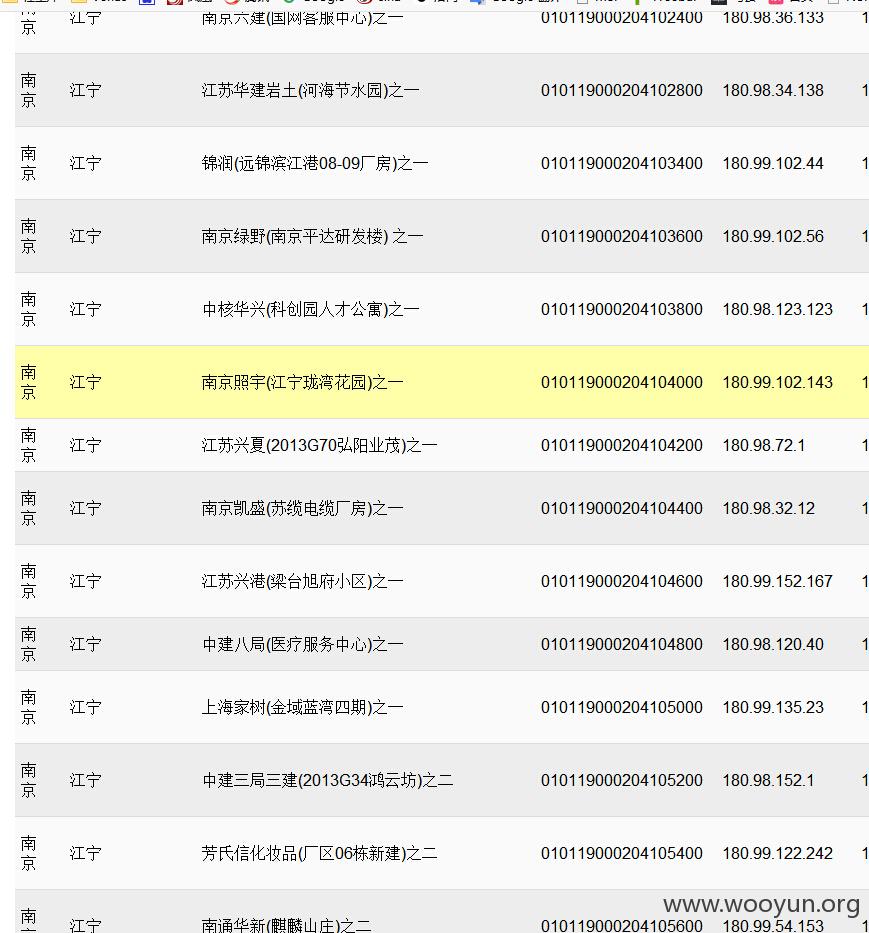 南京 江宁 南京六建(国网客服中心)之一 010119000204102400 180.98.36.133 1
南京 江宁 江苏华建岩土(河海节水园)之一 010119000204102800 180.98.34.138 1
南京 江宁 锦润(远锦滨江港08-09厂房)之一 010119000204103400 180.99.102.44 1
南京 江宁 南京绿野(南京平达研发楼) 之一 010119000204103600 180.99.102.56 1
南京 江宁 中核华兴(科创园人才公寓)之一 010119000204103800 180.98.123.123 1
南京 江宁 南京照宇(江宁珑湾花园)之一 010119000204104000 180.99.102.143 1
南京 江宁 江苏兴夏(2013G70弘阳业茂)之一 010119000204104200 180.98.72.1 1
南京 江宁 南京凯盛(苏缆电缆厂房)之一 010119000204104400 180.98.32.12 1
南京 江宁 江苏兴港(梁台旭府小区)之一 010119000204104600 180.99.152.167 1
南京 江宁 中建八局(医疗服务中心)之一 010119000204104800 180.98.120.40 1
南京 江宁 上海家树(金域蓝湾四期)之一 010119000204105000 180.99.135.23 1
南京 江宁 中建三局三建(2013G34鸿云坊)之二 010119000204105200 180.98.152.1 1
南京 江宁 芳氏信化妆品(厂区06栋新建)之二 010119000204105400 180.99.122.242 1
南京 江宁 南通华新(麒麟山庄)之二 010119000204105600 180.99.54.153 1
www.wooyun.org